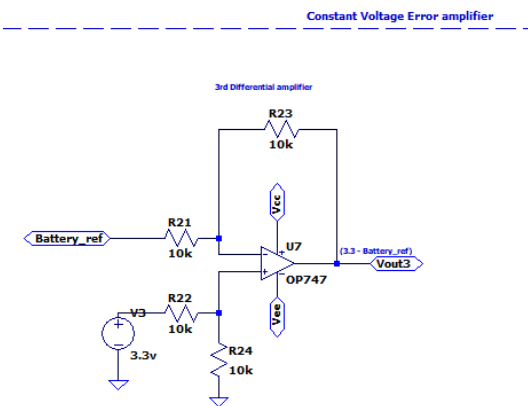 Constant Voltage Error amplifier
3rd Differential amplifier
R23
10k
Vcc
R21
Battery_ref
10k
U7
(3.3 - Battery_ref)
Vout3
OP747
R22
V3
10k
Vee
3.3v
R24
10k